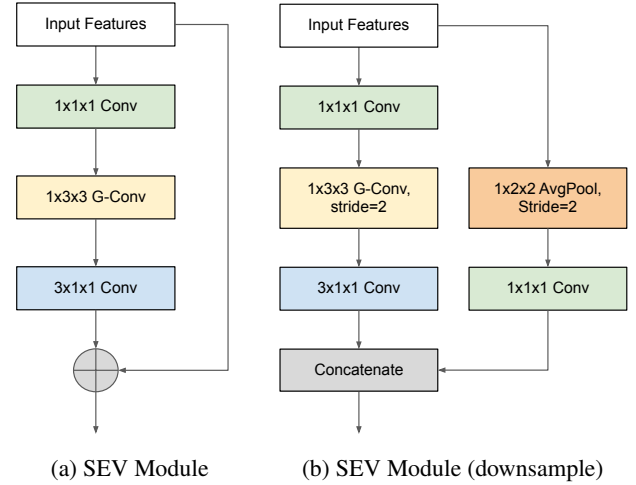 Input Features
1x1x1 Conv
1x3x3 G-Conv
3x1x1 Conv
(a) SEV Module
Input Features
1x1x1 Conv
1x3x3 G-Conv,
stride=2
3x1x1 Conv
Concatenate
1x2x2 AvgPool,
Stride=2
1x1x1 Conv
(b) SEV Module (downsample)